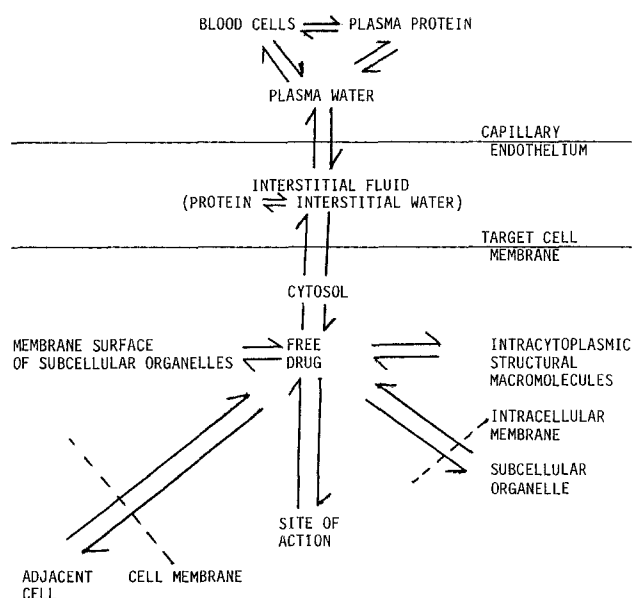 BLOOD CELLS PLASMA PROTEIN
PLASMA WATER
CAPILLARY
ENDOTHELIUM
INTERSTITIAL FLUID
(PROTEIN INTERSTITIAL WATER)
TARGET CELL
MEMBRANE
CYTOSOL
MEMBRANE SURFACE
OF SUBCELLULAR ORGANELLES
FREE
DRUG
INTRACYTOPLASMIC
STRUCTURAL
MACROMOLECULES
INTRACELLULAR
MEMBRANE
SUBCELLULAR
ORGANELLE
SITE OF
ACTION
ADJACENT
CELL
CELL MEMBRANE